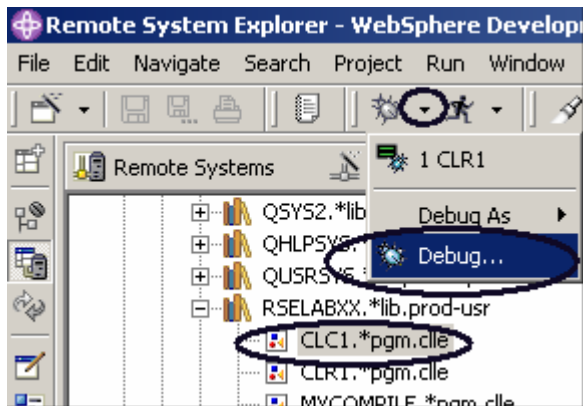 Remote System Explorer - WebSphere Develop
File Edit Navigate Search Project Run Window
Remote Systems
1 CLR1
Debug As
Debug...
QSYS2.*lib
QHLPSYS.
QUSRSYS.*
RSELABXX.*lib.prod-usr
CLC1.*pgm.clle
CLR1.*pgm.clle
MYCOMPILE.*pgm.clle